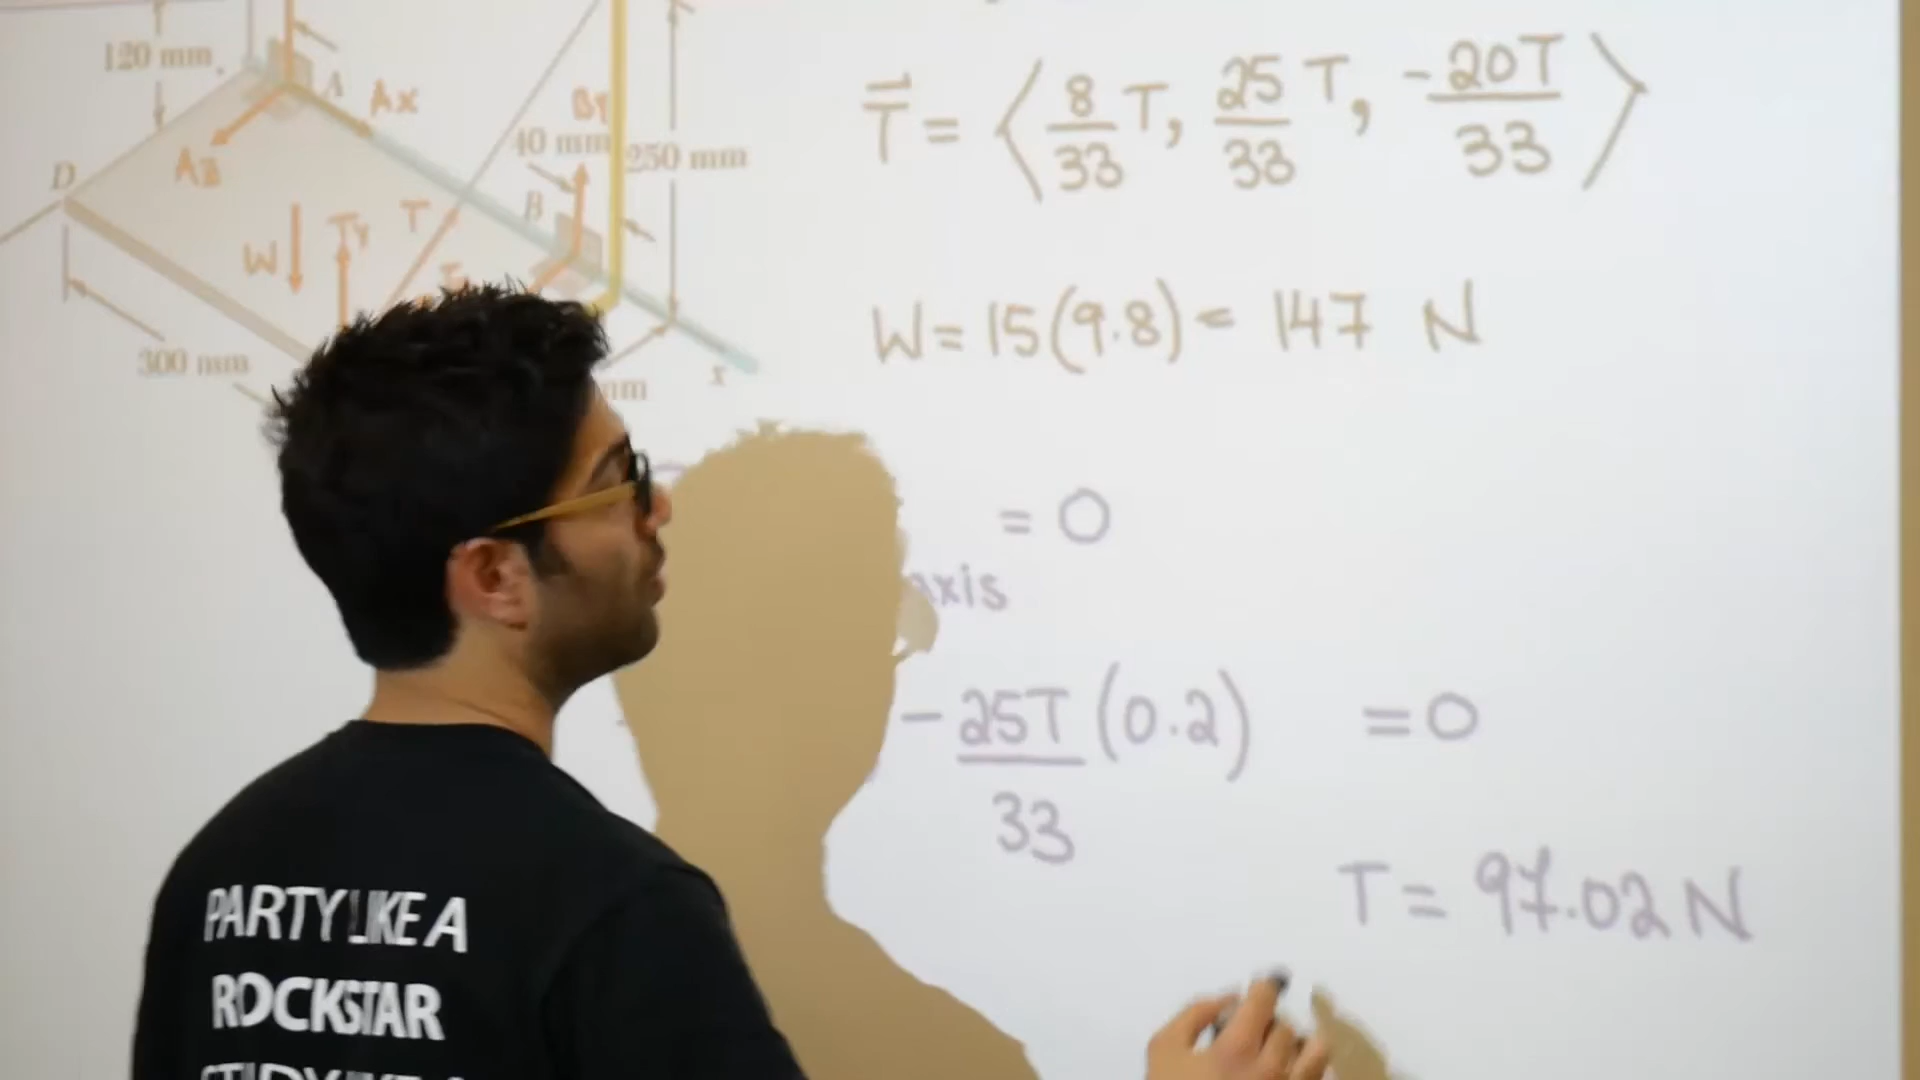 120 mm
A
Ax
Az
D
By
40 mm
250 mm
B
T
Ty
W
300 mm
mm
x
T = ⟨ 8/33 T, 25/33 T, -20T/33 ⟩
W = 15(9.8) = 147 N
= 0
axis
- 25T/33 (0.2) = 0
T = 97.02 N
PARTY LIKE A
ROCKSTAR